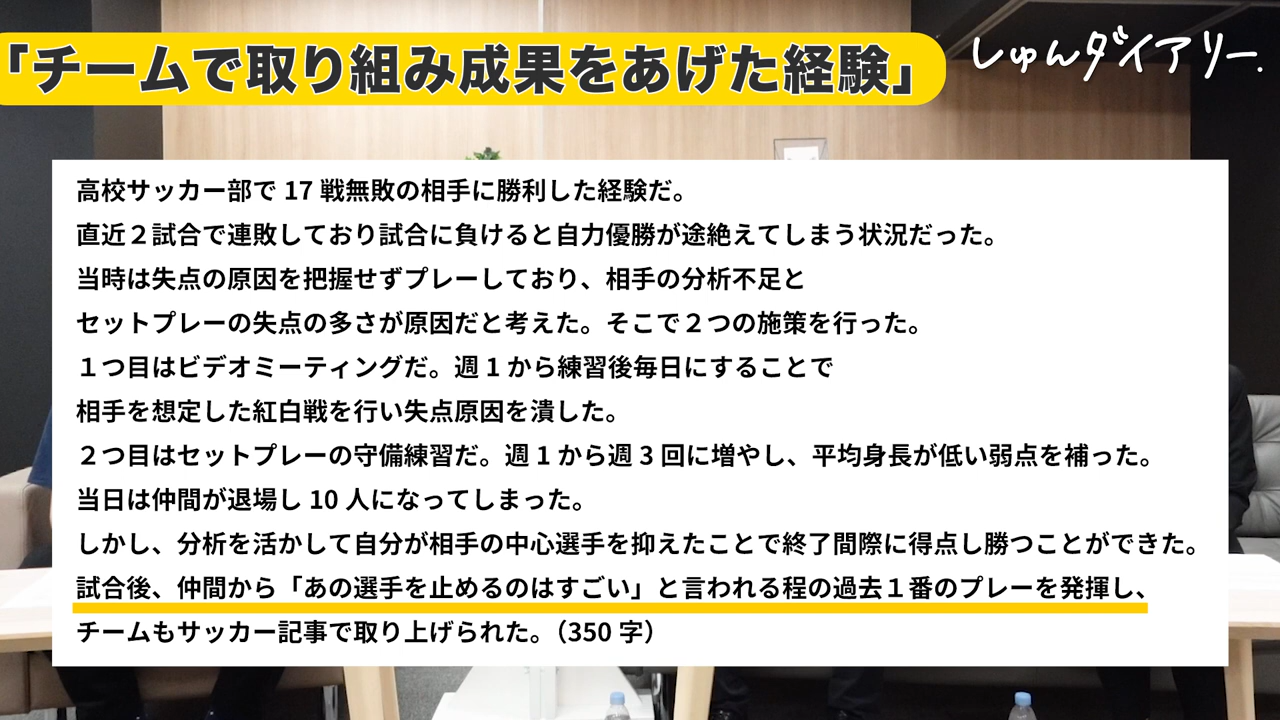 「チームで取り組み成果をあげた経験」
しゅんダイアリー.
高校サッカー部で 17 戦無敗の相手に勝利した経験だ。
直近２試合で連敗しており試合に負けると自力優勝が途絶えてしまう状況だった。
当時は失点の原因を把握せずプレーしており、相手の分析不足と
セットプレーの失点の多さが原因だと考えた。そこで２つの施策を行った。
１つ目はビデオミーティングだ。週 1 から練習後毎日にすることで
相手を想定した紅白戦を行い失点原因を潰した。
２つ目はセットプレーの守備練習だ。週 1 から週 3 回に増やし、平均身長が低い弱点を補った。
当日は仲間が退場し 10 人になってしまった。
しかし、分析を活かして自分が相手の中心選手を抑えたことで終了間際に得点し勝つことができた。
試合後、仲間から「あの選手を止めるのはすごい」と言われる程の過去１番のプレーを発揮し、
チームもサッカー記事で取り上げられた。（350 字）